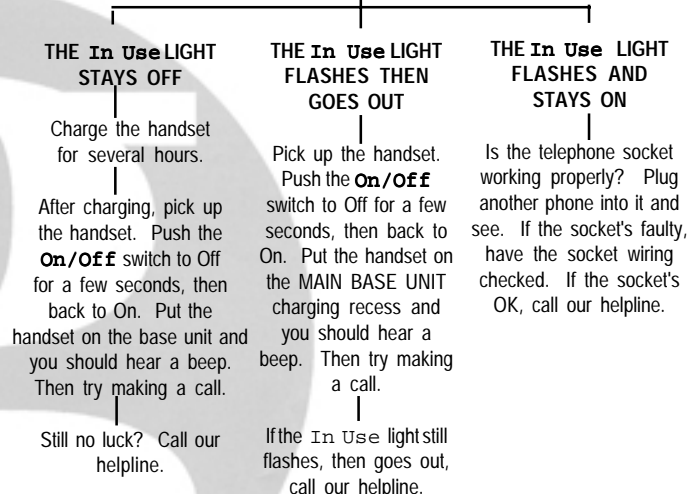 THE In Use LIGHT
STAYS OFF
Charge the handset
for several hours.
After charging, pick up
the handset. Push the
On/Off switch to Off
for a few seconds, then
back to On. Put the
handset on the base unit and
you should hear a beep.
Then try making a call.
Still no luck? Call our
helpline.
THE In Use LIGHT
FLASHES THEN
GOES OUT
Pick up the handset.
Push the On/Off
switch to Off for a few
seconds, then back to
On. Put the handset on
the MAIN BASE UNIT
charging recess and
you should hear a
beep. Then try making
a call.
If the In Use light still
flashes, then goes out,
call our helpline.
THE In Use LIGHT
FLASHES AND
STAYS ON
Is the telephone socket
working properly? Plug
another phone into it and
see. If the socket's faulty,
have the socket wiring
checked. If the socket's
OK, call our helpline.